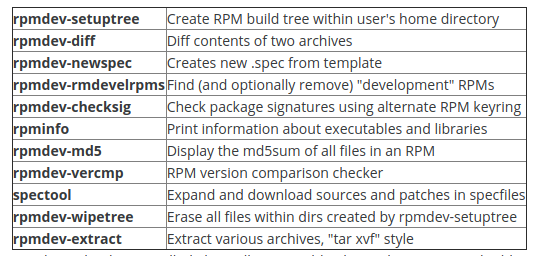 rpmdev-setuptree Create RPM build tree within user's home directory
rpmdev-diff Diff contents of two archives
rpmdev-newspec Creates new .spec from template
rpmdev-rmdevelrpms Find (and optionally remove) "development" RPMs
rpmdev-checksig Check package signatures using alternate RPM keyring
rpminfo Print information about executables and libraries
rpmdev-md5 Display the md5sum of all files in an RPM
rpmdev-vercmp RPM version comparison checker
spectool Expand and download sources and patches in specfiles
rpmdev-wipetree Erase all files within dirs created by rpmdev-setuptree
rpmdev-extract Extract various archives, "tar xvf" style